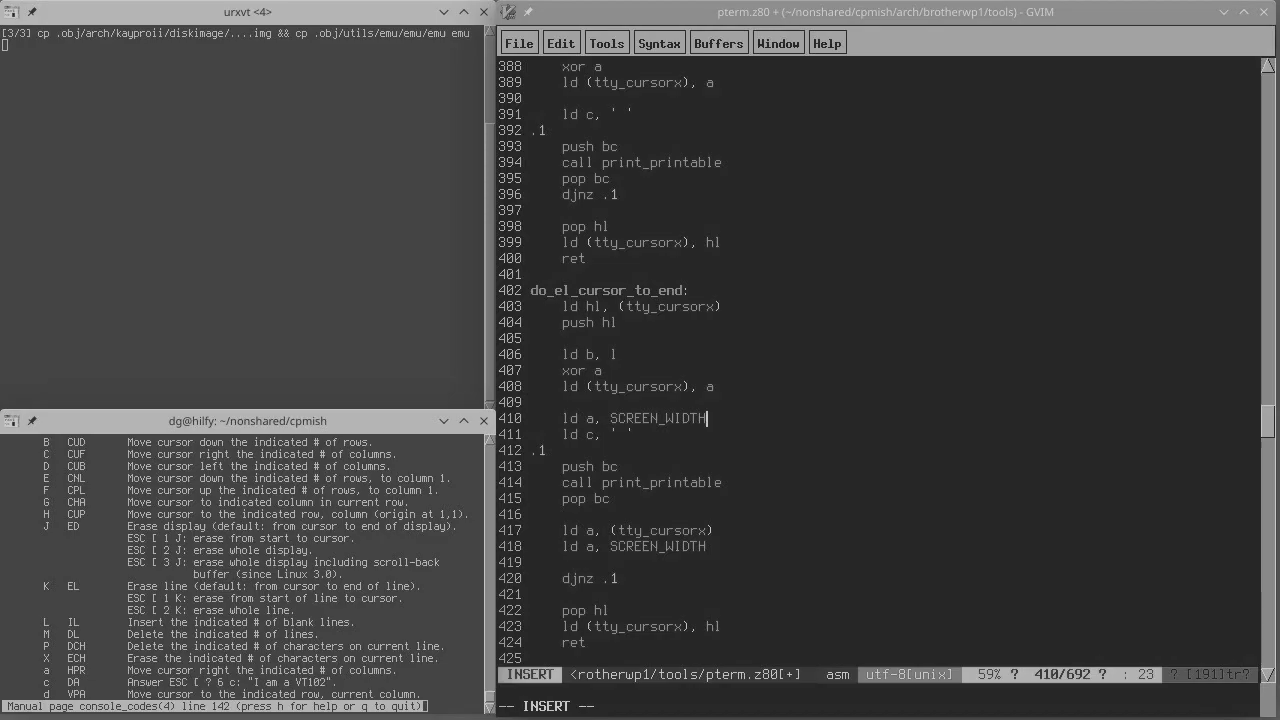 urxvt <4>
[3/3] cp .obj/arch/kayproii/diskimage/....img && cp .obj/utils/emu/emu/emu emu
dg@hilfy: ~/nonshared/cpmish
B CUD Move cursor down the indicated # of rows.
C CUF Move cursor right the indicated # of columns.
D CUB Move cursor left the indicated # of columns.
E CNL Move cursor down the indicated # of rows, to column 1.
F CPL Move cursor up the indicated # of rows, to column 1.
G CHA Move cursor to indicated column in current row.
H CUP Move cursor to the indicated row, column (origin at 1,1).
J ED Erase display (default: from cursor to end of display).
ESC [ 1 J: erase from start to cursor.
ESC [ 2 J: erase whole display.
ESC [ 3 J: erase whole display including scroll-back
buffer (since Linux 3.0).
K EL Erase line (default: from cursor to end of line).
ESC [ 1 K: erase from start of line to cursor.
ESC [ 2 K: erase whole line.
L IL Insert the indicated # of blank lines.
M DL Delete the indicated # of lines.
P DCH Delete the indicated # of characters on current line.
X ECH Erase the indicated # of characters on current line.
a HPR Move cursor right the indicated # of columns.
c DA Answer ESC [ ? 6 c: "I am a VT102".
d VPA Move cursor to the indicated row, current column.
Manual page console_codes(4) line 142 (press h for help or q to quit)
pterm.z80 + (~/nonshared/cpmish/arch/brotherwp1/tools) - GVIM
File Edit Tools Syntax Buffers Window Help
388 xor a
389 ld (tty_cursorx), a
390
391 ld c, ' '
392 .1
393 push bc
394 call print_printable
395 pop bc
396 djnz .1
397
398 pop hl
399 ld (tty_cursorx), hl
400 ret
401
402 do_el_cursor_to_end:
403 ld hl, (tty_cursorx)
404 push hl
405
406 ld b, l
407 xor a
408 ld (tty_cursorx), a
409
410 ld a, SCREEN_WIDTH
411 ld c, ' '
412 .1
413 push bc
414 call print_printable
415 pop bc
416
417 ld a, (tty_cursorx)
418 ld a, SCREEN_WIDTH
419
420 djnz .1
421
422 pop hl
423 ld (tty_cursorx), hl
424 ret
425
INSERT <rotherwp1/tools/pterm.z80[+] asm utf-8[unix] 59% ? 410/692 ? : 23 ? [191]tr?
-- INSERT --